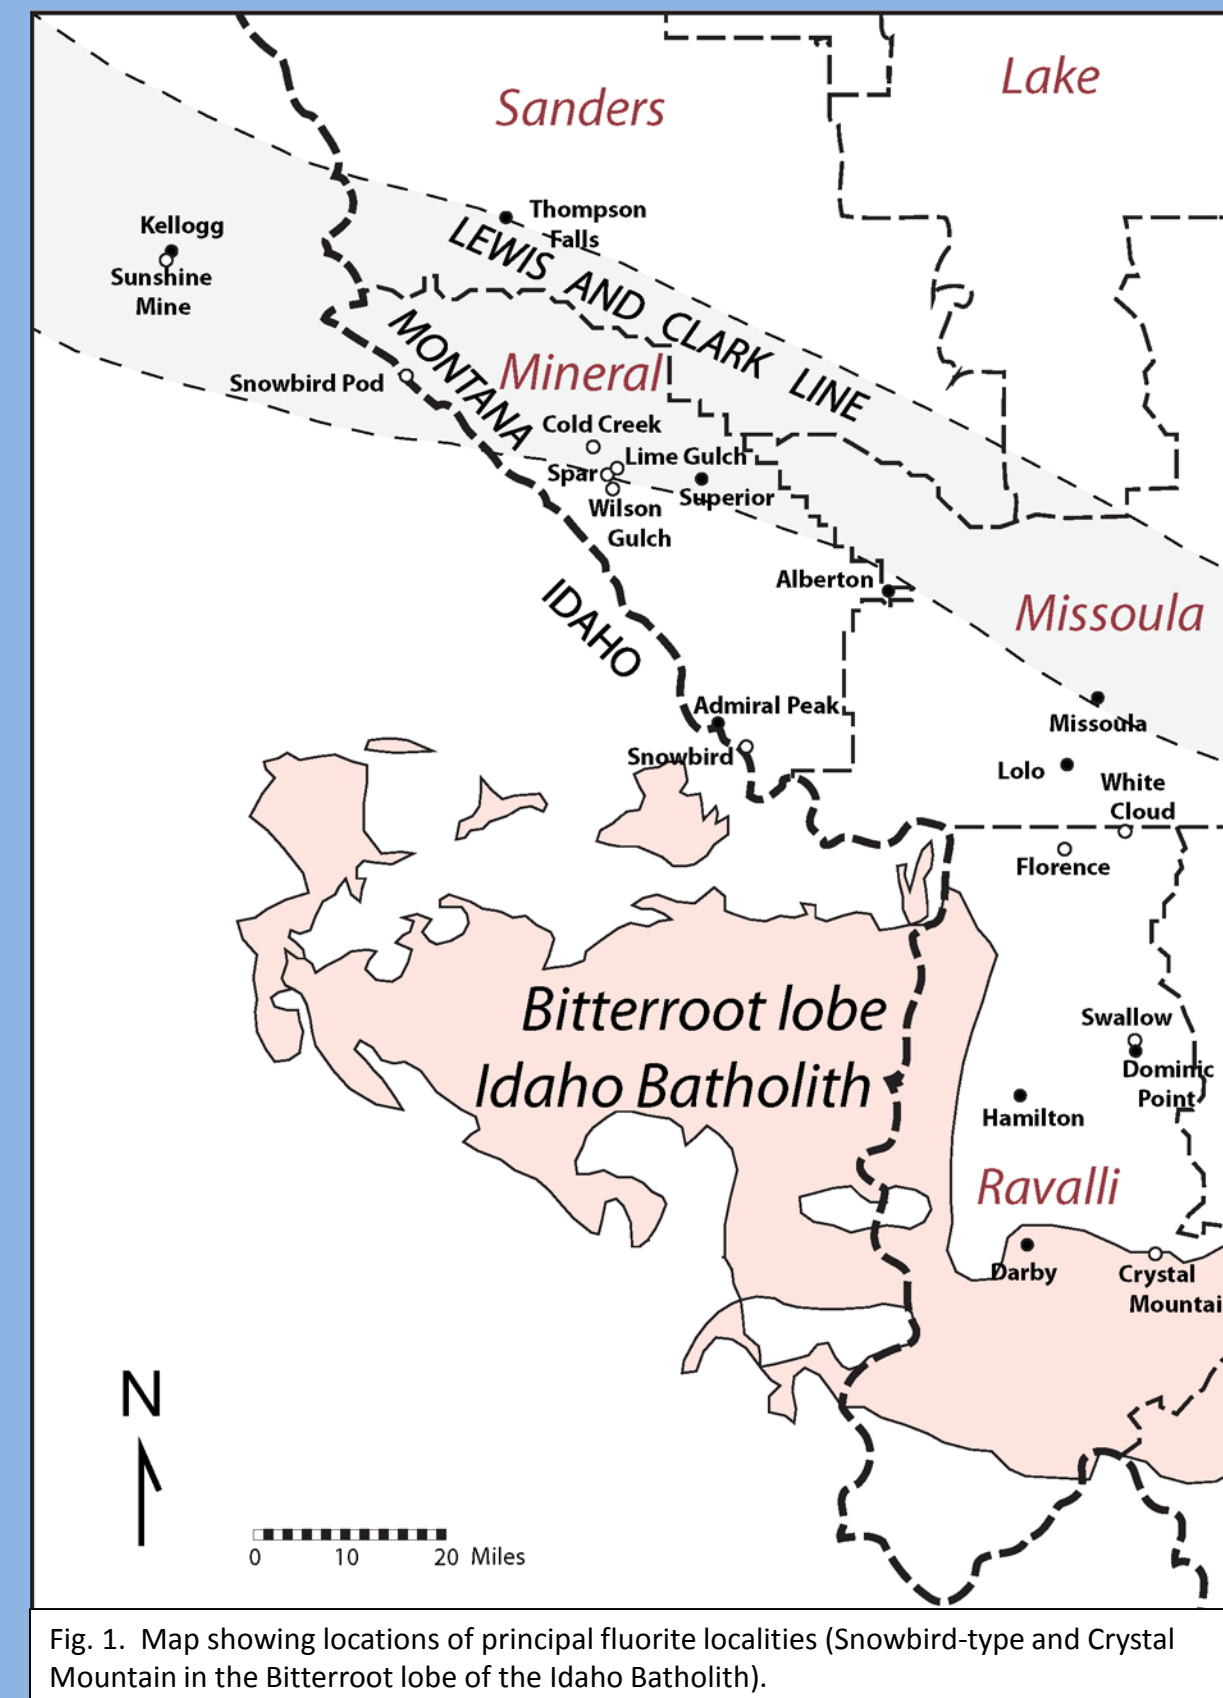 Sanders
Lake
Thompson
Falls
Kellogg
Sunshine
Mine
LEWIS AND CLARK LINE
MONTANA
Mineral
Snowbird Pod
Cold Creek
Lime Gulch
Spar
Superior
Wilson
Gulch
Alberton
IDAHO
Missoula
Admiral Peak
Missoula
Snowbird
Lolo
White
Cloud
Florence
Bitterroot lobe
Idaho Batholith
Swallow
Dominic
Point
Hamilton
Ravalli
Darby
Crystal
Mountai
N
0 10 20 Miles
Fig. 1. Map showing locations of principal fluorite localities (Snowbird-type and Crystal
Mountain in the Bitterroot lobe of the Idaho Batholith).